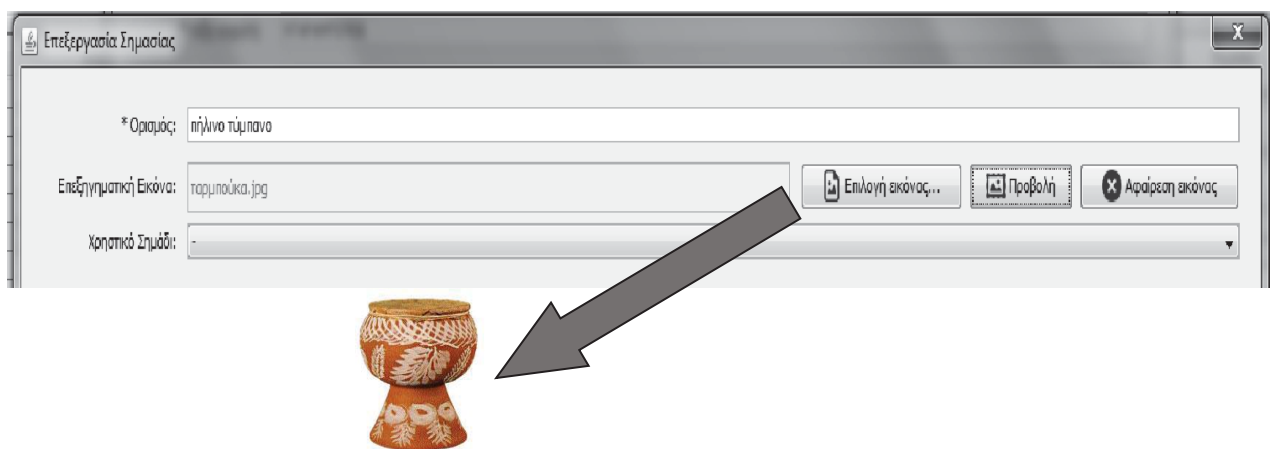 Επεξεργασία Σημασίας
* Ορισμός: πήλινο τύμπανο
Επεξηγηματική Εικόνα: ταρμπούκα.jpg Επιλογή εικόνας... Προβολή Αφαίρεση εικόνας
Χρηστικό Σημάδι: -